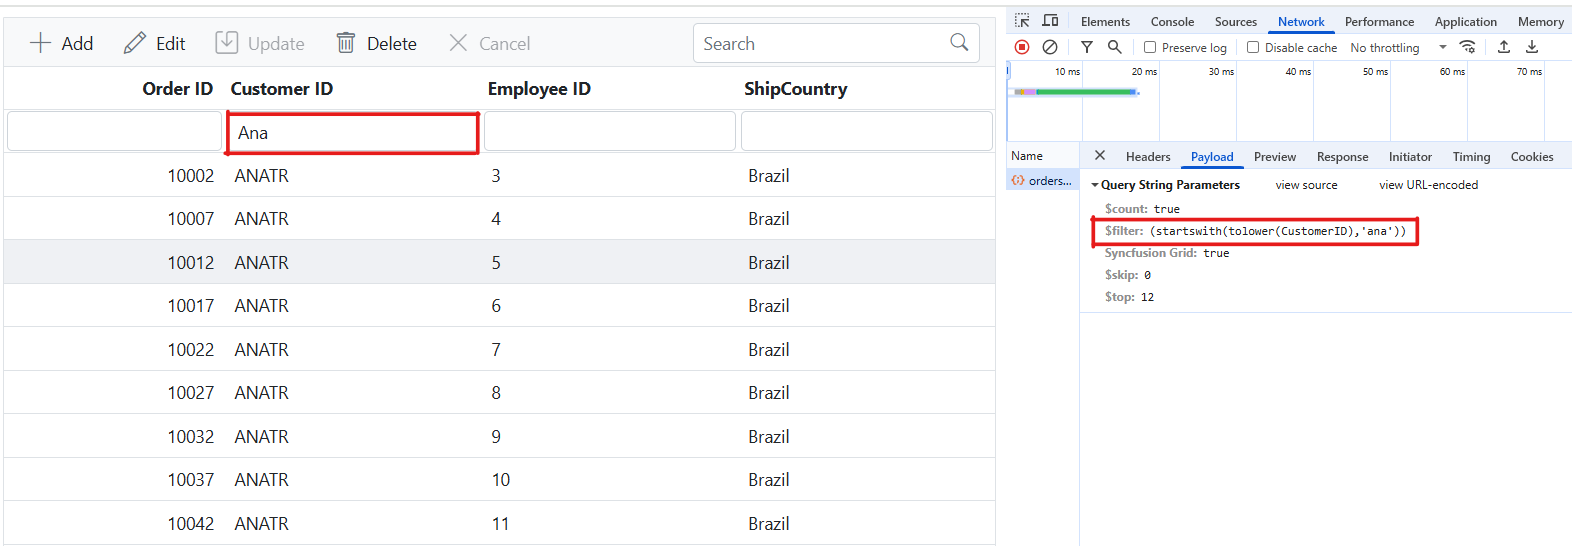 Add Edit Update Delete Cancel Search
Order ID Customer ID Employee ID ShipCountry
Ana
10002 ANATR 3 Brazil
10007 ANATR 4 Brazil
10012 ANATR 5 Brazil
10017 ANATR 6 Brazil
10022 ANATR 7 Brazil
10027 ANATR 8 Brazil
10032 ANATR 9 Brazil
10037 ANATR 10 Brazil
10042 ANATR 11 Brazil
Elements Console Sources Network Performance Application Memory
Preserve log Disable cache No throttling
10 ms 20 ms 30 ms 40 ms 50 ms 60 ms 70 ms
Name Headers Payload Preview Response Initiator Timing Cookies
orders...
Query String Parameters view source view URL-encoded
$count: true
$filter: (startswith(tolower(CustomerID),'ana'))
Syncfusion Grid: true
$skip: 0
$top: 12